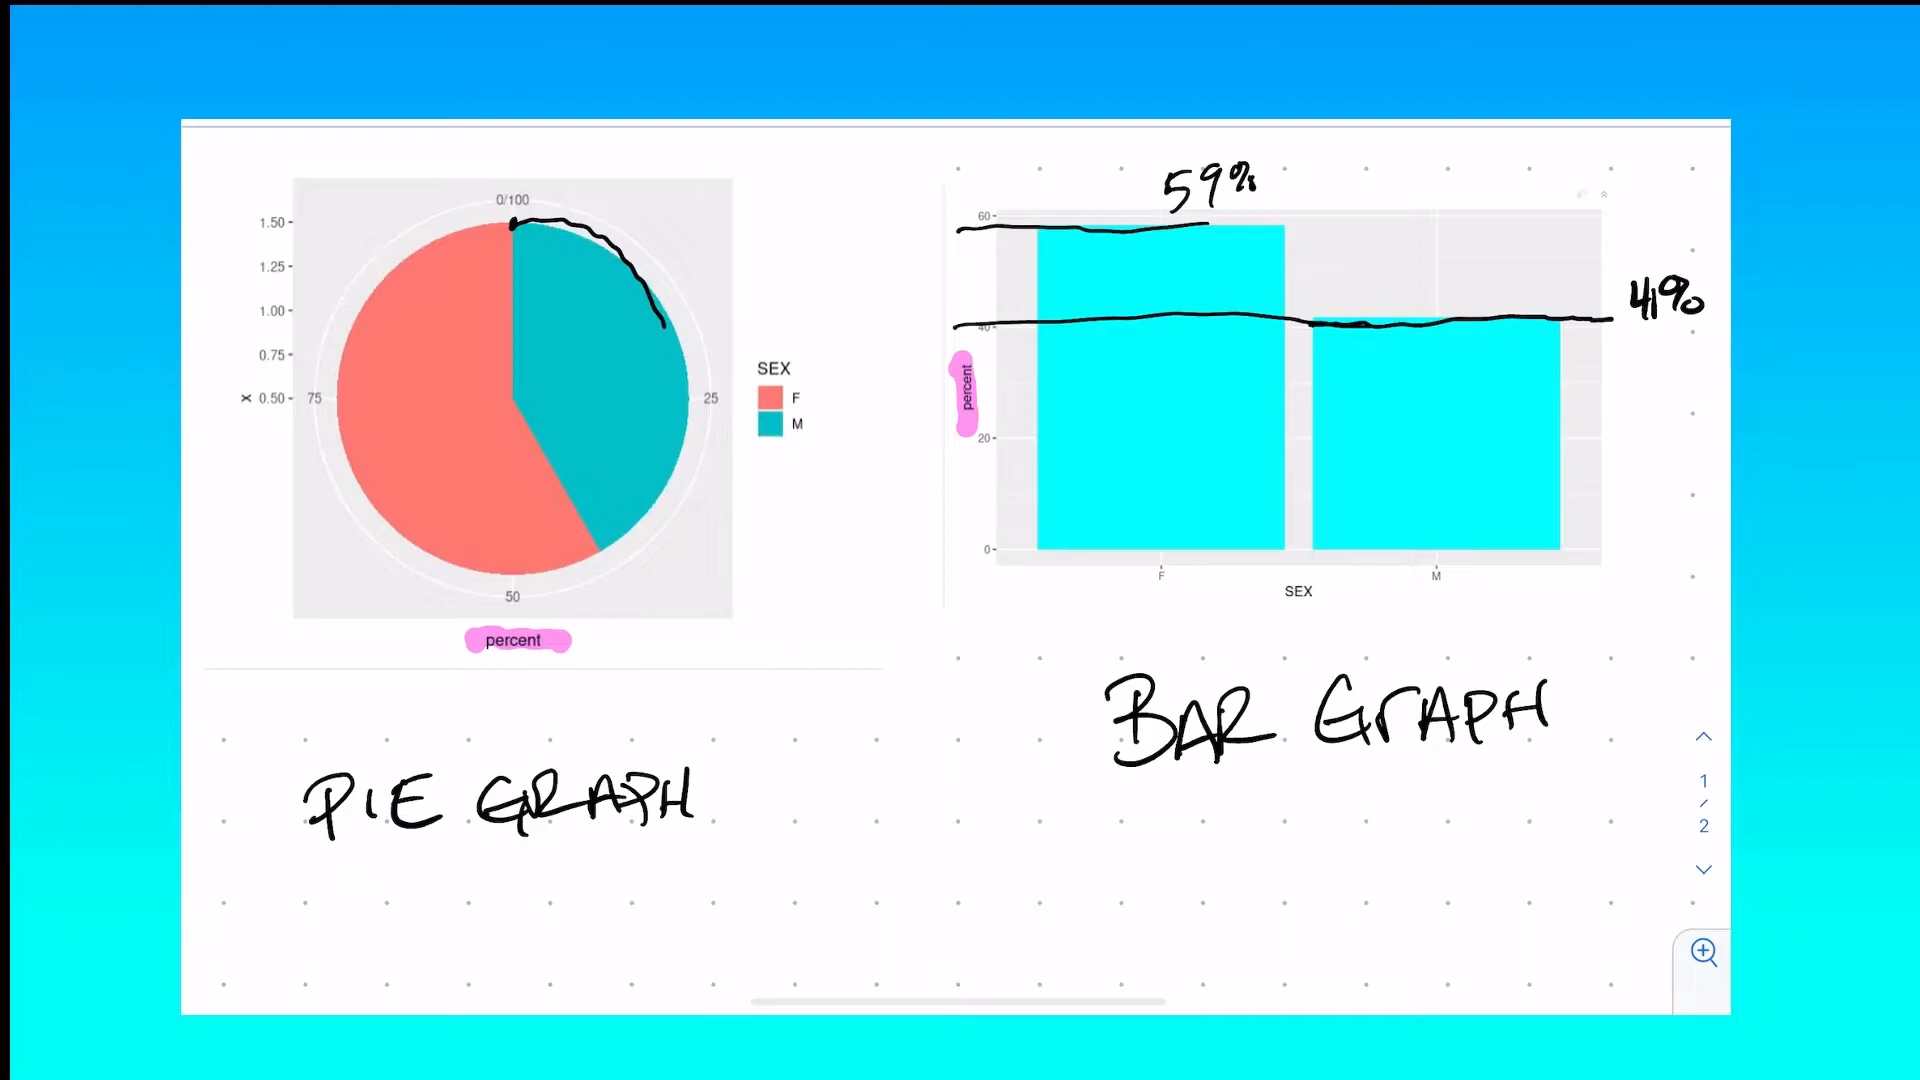 0/100
1.50
1.25
1.00
0.75
x 0.50
75
25
50
percent
SEX
F
M
PIE GRAPH
59%
60
41%
40
percent
20
0
F
M
SEX
BAR GRAPH
1
/
2